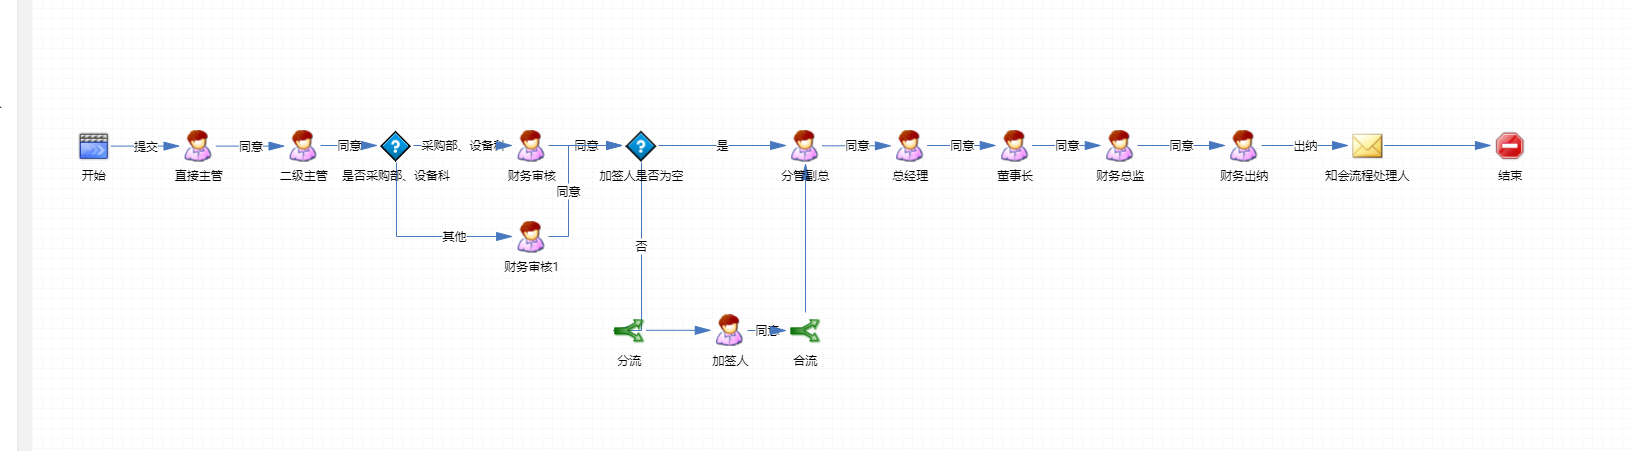 提交
同意
同意
采购部、设备科
同意
是
同意
同意
同意
同意
出纳
开始
直接主管
二级主管
是否采购部、设备科
财务审核
加签人是否为空
分管副总
总经理
董事长
财务总监
财务出纳
知会流程处理人
结束
同意
其他
否
财务审核1
同意
分流
加签人
合流